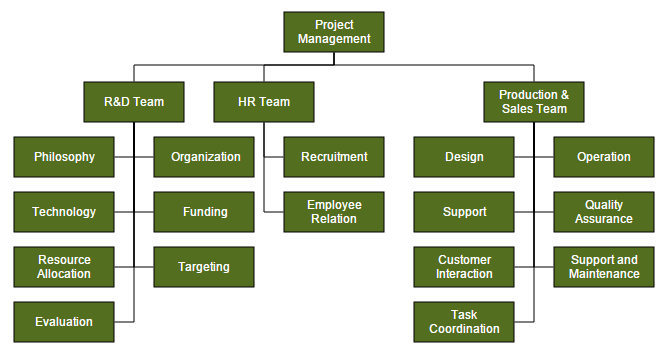 Project
Management
R&D Team
HR Team
Production &
Sales Team
Philosophy
Organization
Recruitment
Design
Operation
Technology
Funding
Employee
Relation
Support
Quality
Assurance
Resource
Allocation
Targeting
Customer
Interaction
Support and
Maintenance
Evaluation
Task
Coordination